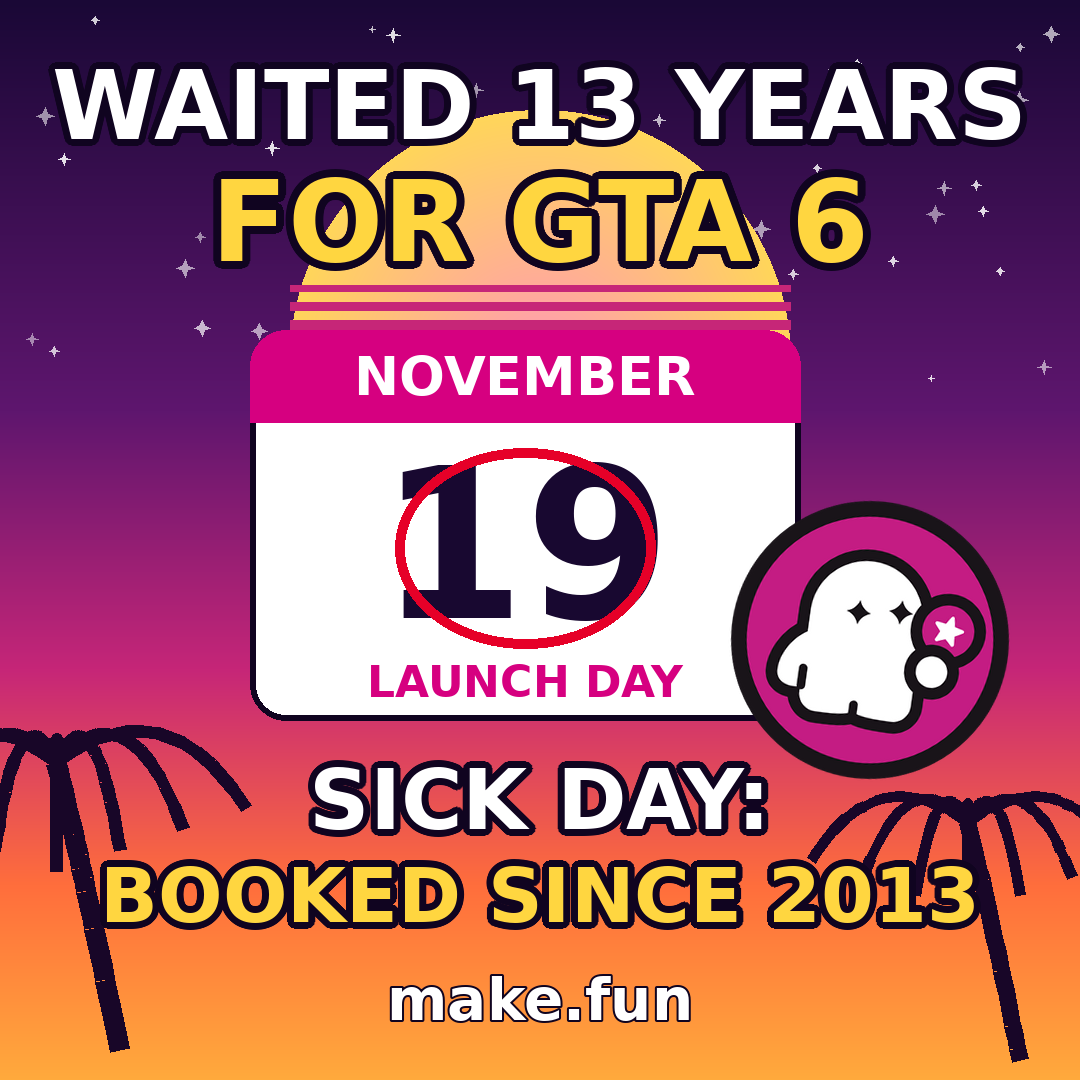 WAITED 13 YEARS
FOR GTA 6
NOVEMBER
19
LAUNCH DAY
SICK DAY:
BOOKED SINCE 2013
make.fun